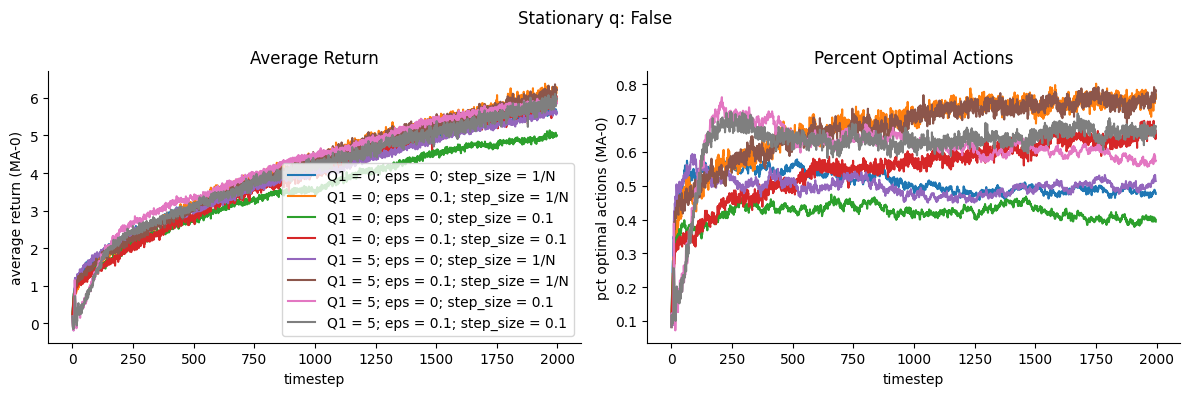 Stationary q: False
Average Return
average return (MA-0)
6
5
4
3
2
1
0
Q1 = 0; eps = 0; step_size = 1/N
Q1 = 0; eps = 0.1; step_size = 1/N
Q1 = 0; eps = 0; step_size = 0.1
Q1 = 0; eps = 0.1; step_size = 0.1
Q1 = 5; eps = 0; step_size = 1/N
Q1 = 5; eps = 0.1; step_size = 1/N
Q1 = 5; eps = 0; step_size = 0.1
Q1 = 5; eps = 0.1; step_size = 0.1
0 250 500 750 1000 1250 1500 1750 2000
timestep
Percent Optimal Actions
pct optimal actions (MA-0)
0.8
0.7
0.6
0.5
0.4
0.3
0.2
0.1
0 250 500 750 1000 1250 1500 1750 2000
timestep